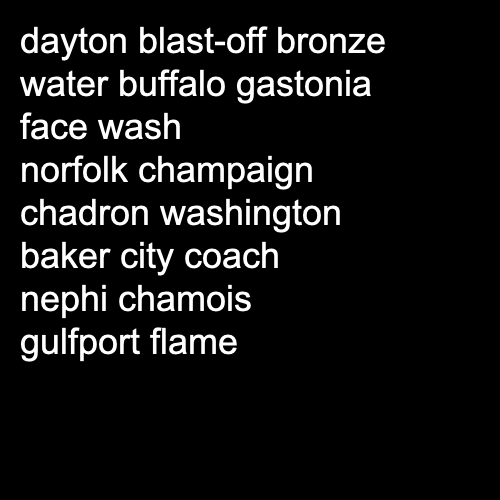 dayton blast-off bronze
water buffalo gastonia
face wash
norfolk champaign
chadron washington
baker city coach
nephi chamois
gulfport flame